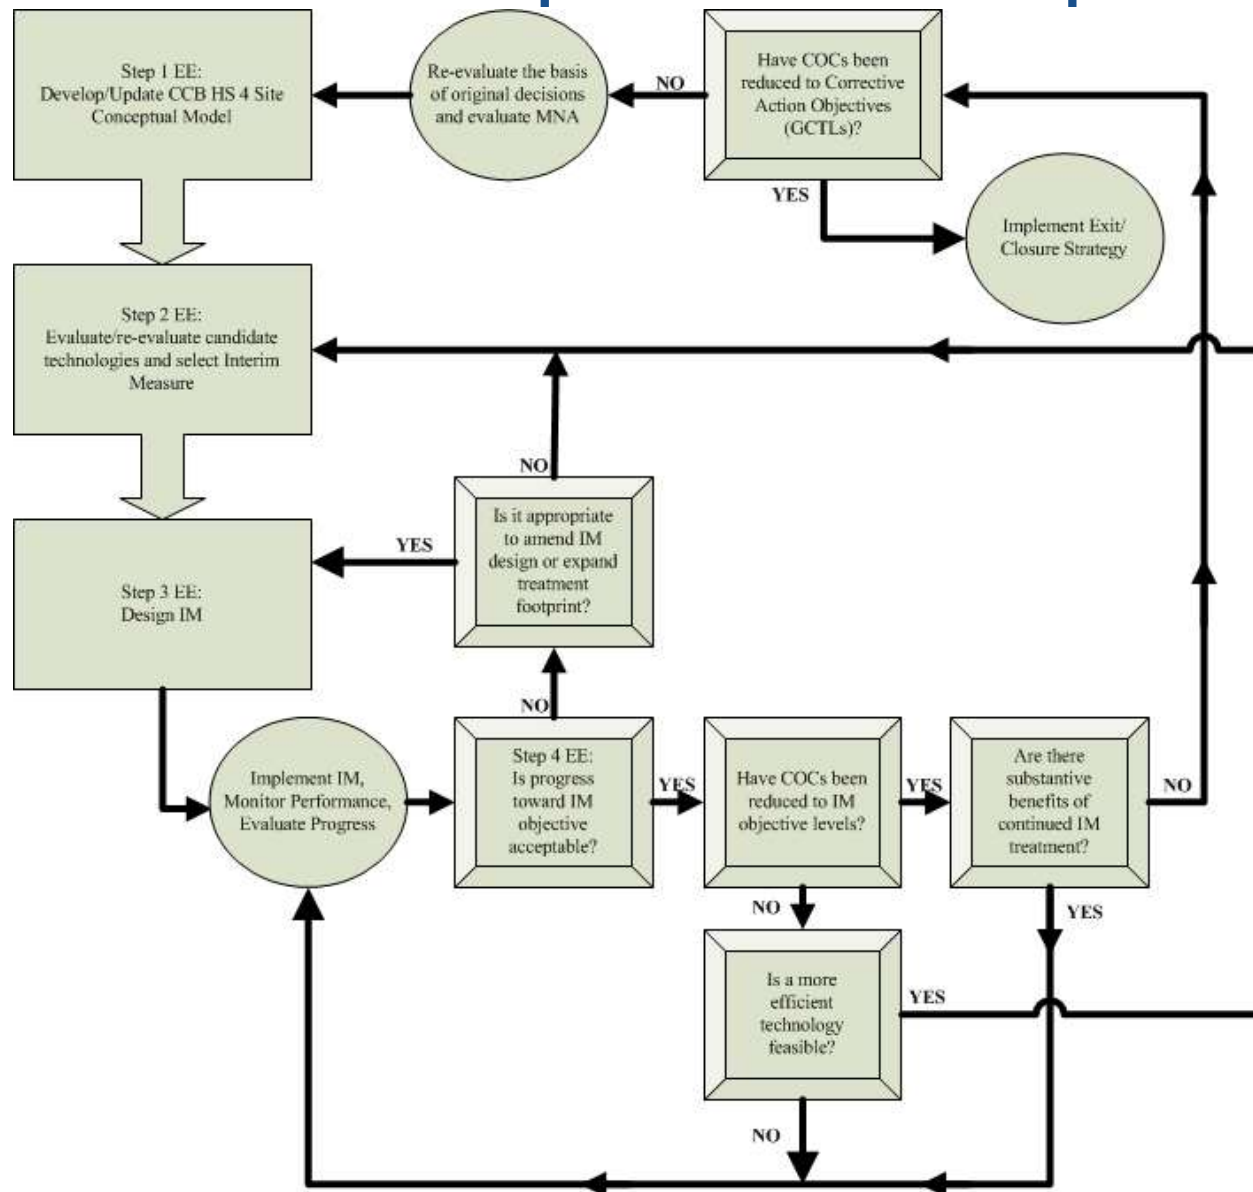 Step 1 EE:
Develop/Update CCB HS 4 Site
Conceptual Model
Re-evaluate the basis
of original decisions
and evaluate MNA
NO
Have COCs been
reduced to Corrective
Action Objectives
(GCTLs)?
YES
Implement Exit/
Closure Strategy
Step 2 EE:
Evaluate/re-evaluate candidate
technologies and select Interim
Measure
NO
Is it appropriate
to amend IM
design or expand
treatment
footprint?
YES
Step 3 EE:
Design IM
NO
Implement IM,
Monitor Performance,
Evaluate Progress
Step 4 EE:
Is progress
toward IM
objective
acceptable?
YES
Have COCs been
reduced to IM
objective levels?
YES
Are there
substantive
benefits of
continued IM
treatment?
NO
NO
YES
Is a more
efficient
technology
feasible?
YES
NO